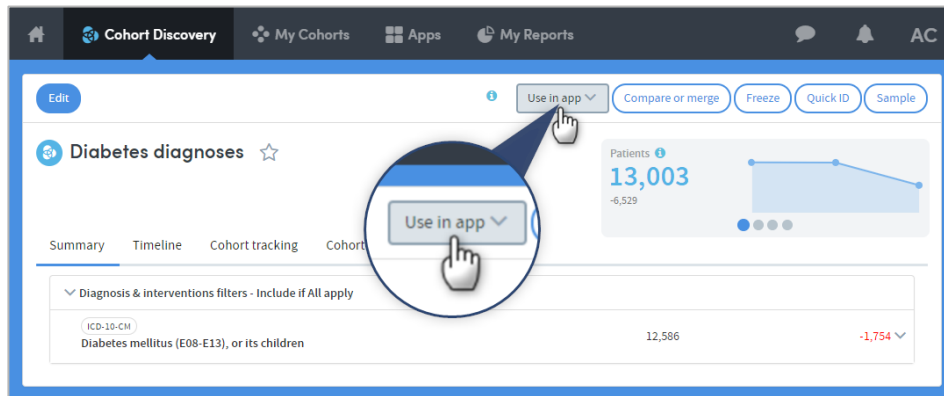 Cohort Discovery My Cohorts Apps My Reports AC
Edit Use in app Compare or merge Freeze Quick ID Sample
Diabetes diagnoses
Patients
13,003
-6,529
Use in app
Summary Timeline Cohort tracking Cohort
Diagnosis & interventions filters - Include if All apply
ICD-10-CM
Diabetes mellitus (E08-E13), or its children 12,586 -1,754